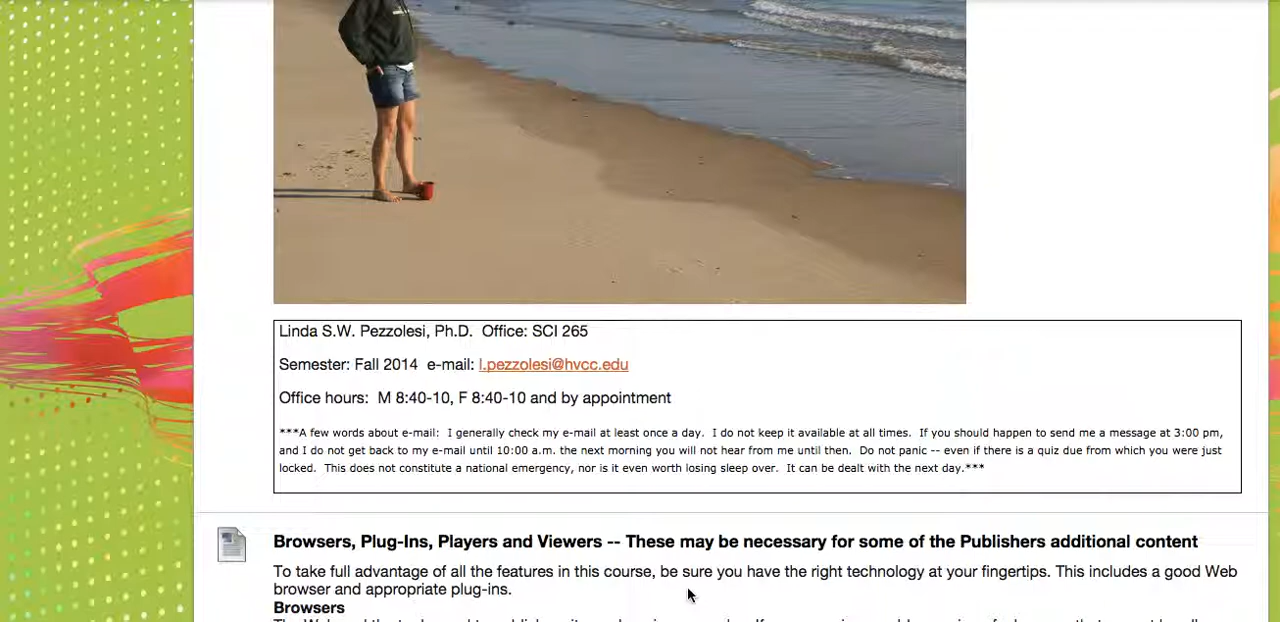 Linda S.W. Pezzolesi, Ph.D.  Office: SCI 265
Semester: Fall 2014  e-mail: l.pezzolesi@hvcc.edu
Office hours:  M 8:40-10, F 8:40-10 and by appointment
***A few words about e-mail:  I generally check my e-mail at least once a day.  I do not keep it available at all times.  If you should happen to send me a message at 3:00 pm,
and I do not get back to my e-mail until 10:00 a.m. the next morning you will not hear from me until then.  Do not panic -- even if there is a quiz due from which you were just
locked.  This does not constitute a national emergency, nor is it even worth losing sleep over.  It can be dealt with the next day.***
Browsers, Plug-Ins, Players and Viewers -- These may be necessary for some of the Publishers additional content
To take full advantage of all the features in this course, be sure you have the right technology at your fingertips. This includes a good Web
browser and appropriate plug-ins.
Browsers